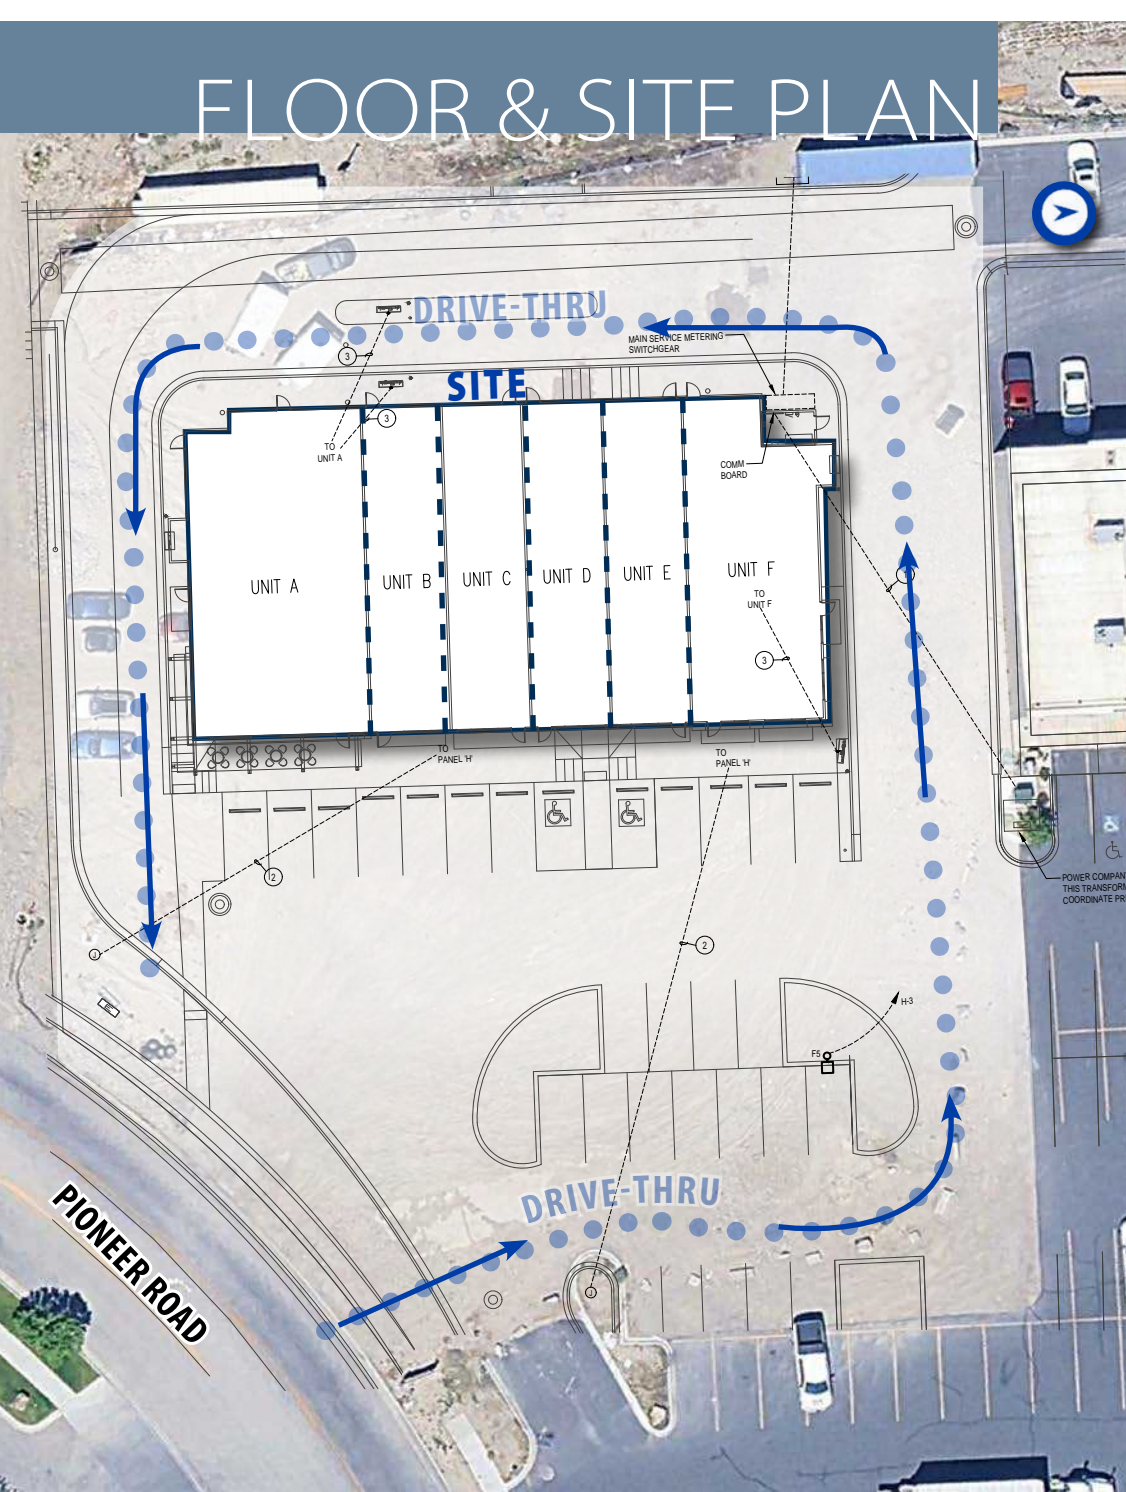 FLOOR & SITE PLAN
DRIVE-THRU
MAIN SERVICE METERING
SWITCHGEAR
3
SITE
3
TO
UNIT A
COMM
BOARD
UNIT A
UNIT B
UNIT C
UNIT D
UNIT E
UNIT F
TO
UNIT F
3
TO
PANEL 'H'
TO
PANEL 'H'
2
POWER COMPAN
THIS TRANSFORM
COORDINATE PR
2
J
H-3
F5
DRIVE-THRU
PIONEER ROAD
J